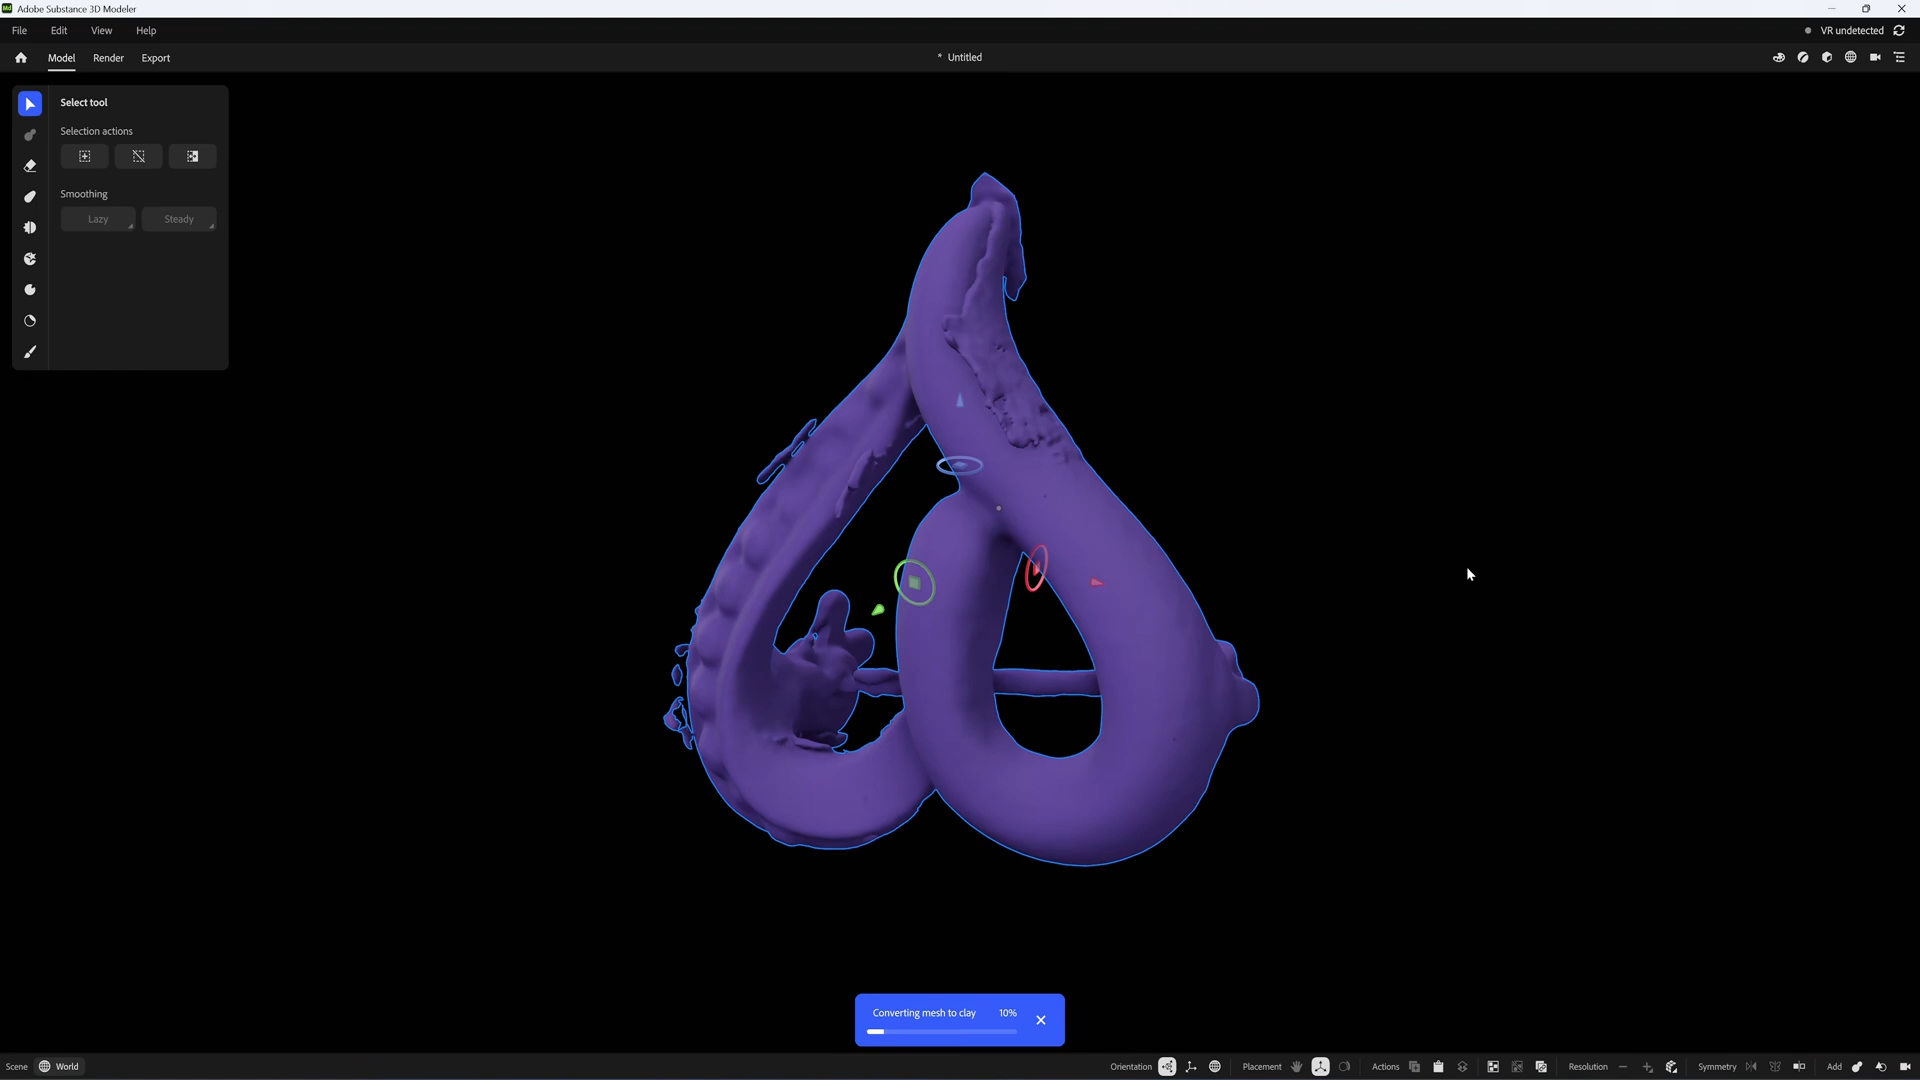 Md Adobe Substance 3D Modeler
File Edit View Help
VR undetected
Model Render Export
* Untitled
Select tool
Selection actions
Smoothing
Lazy Steady
Converting mesh to clay 10%
Scene World
Orientation Placement Actions Resolution Symmetry Add